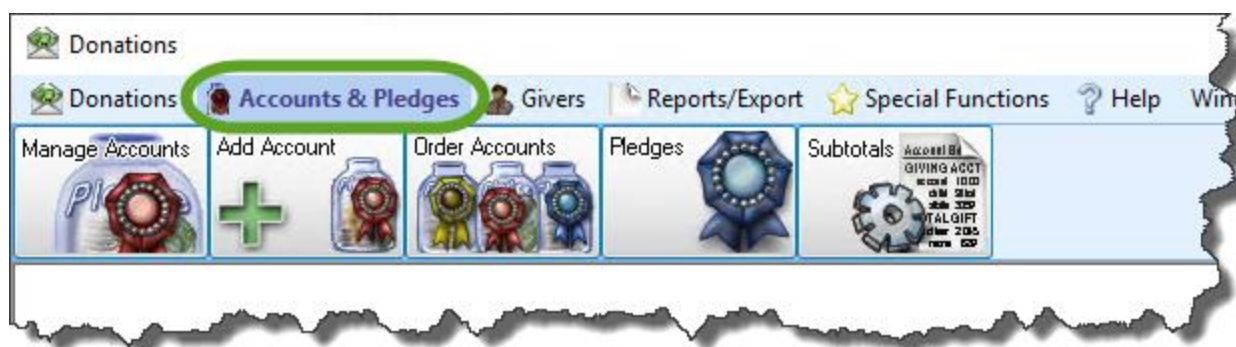 Donations
Donations Accounts & Pledges Givers Reports/Export Special Functions ? Help
Manage Accounts Add Account Order Accounts Pledges Subtotals
GIVING ACCT